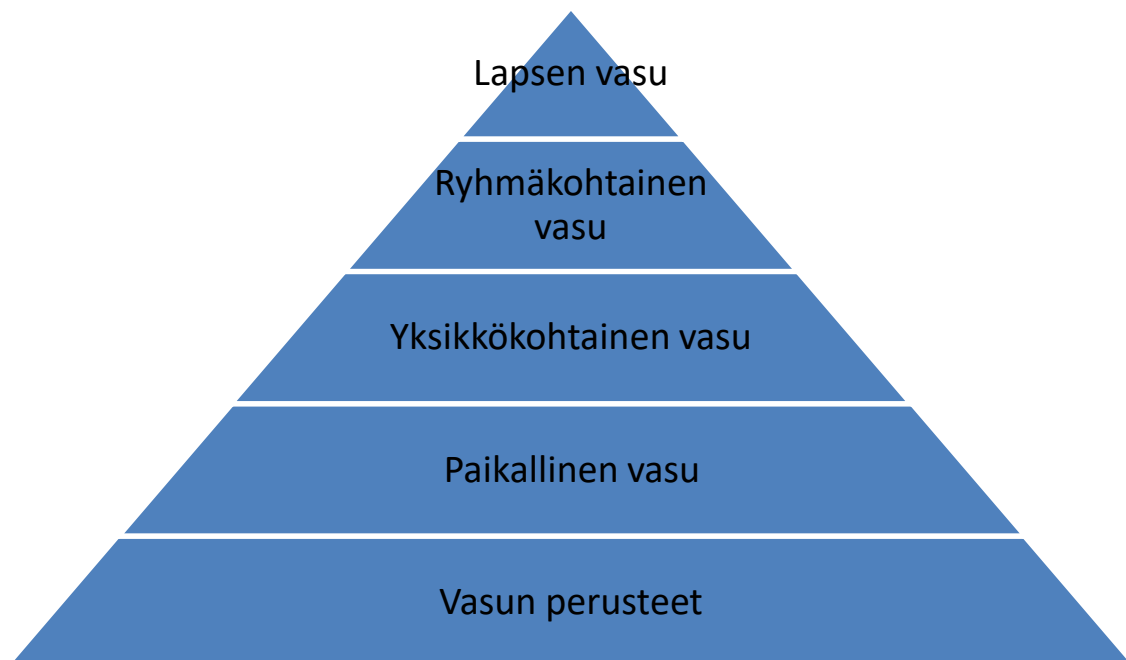 Lapsen vasu
Ryhmäkohtainen
vasu
Yksikkökohtainen vasu
Paikallinen vasu
Vasun perusteet